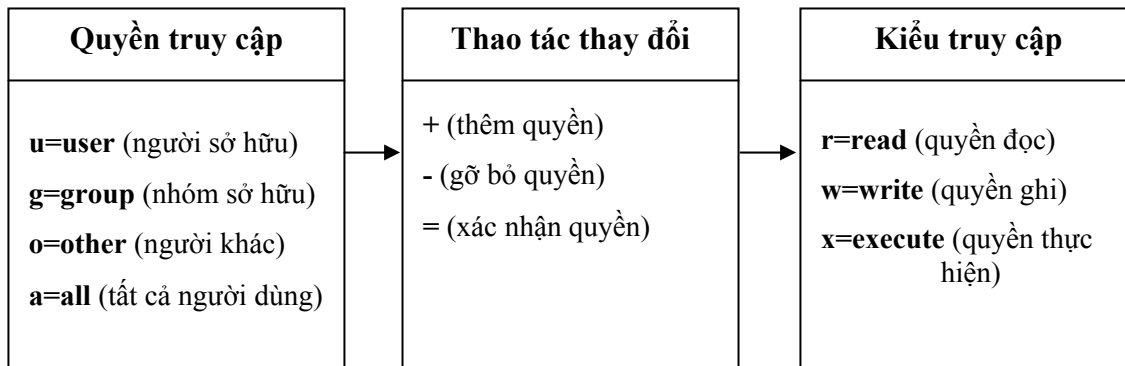 Quyền truy cập
u=user (người sở hữu)
g=group (nhóm sở hữu)
o=other (người khác)
a=all (tất cả người dùng)
Thao tác thay đổi
+ (thêm quyền)
- (gỡ bỏ quyền)
= (xác nhận quyền)
Kiểu truy cập
r=read (quyền đọc)
w=write (quyền ghi)
x=execute (quyền thực
hiện)